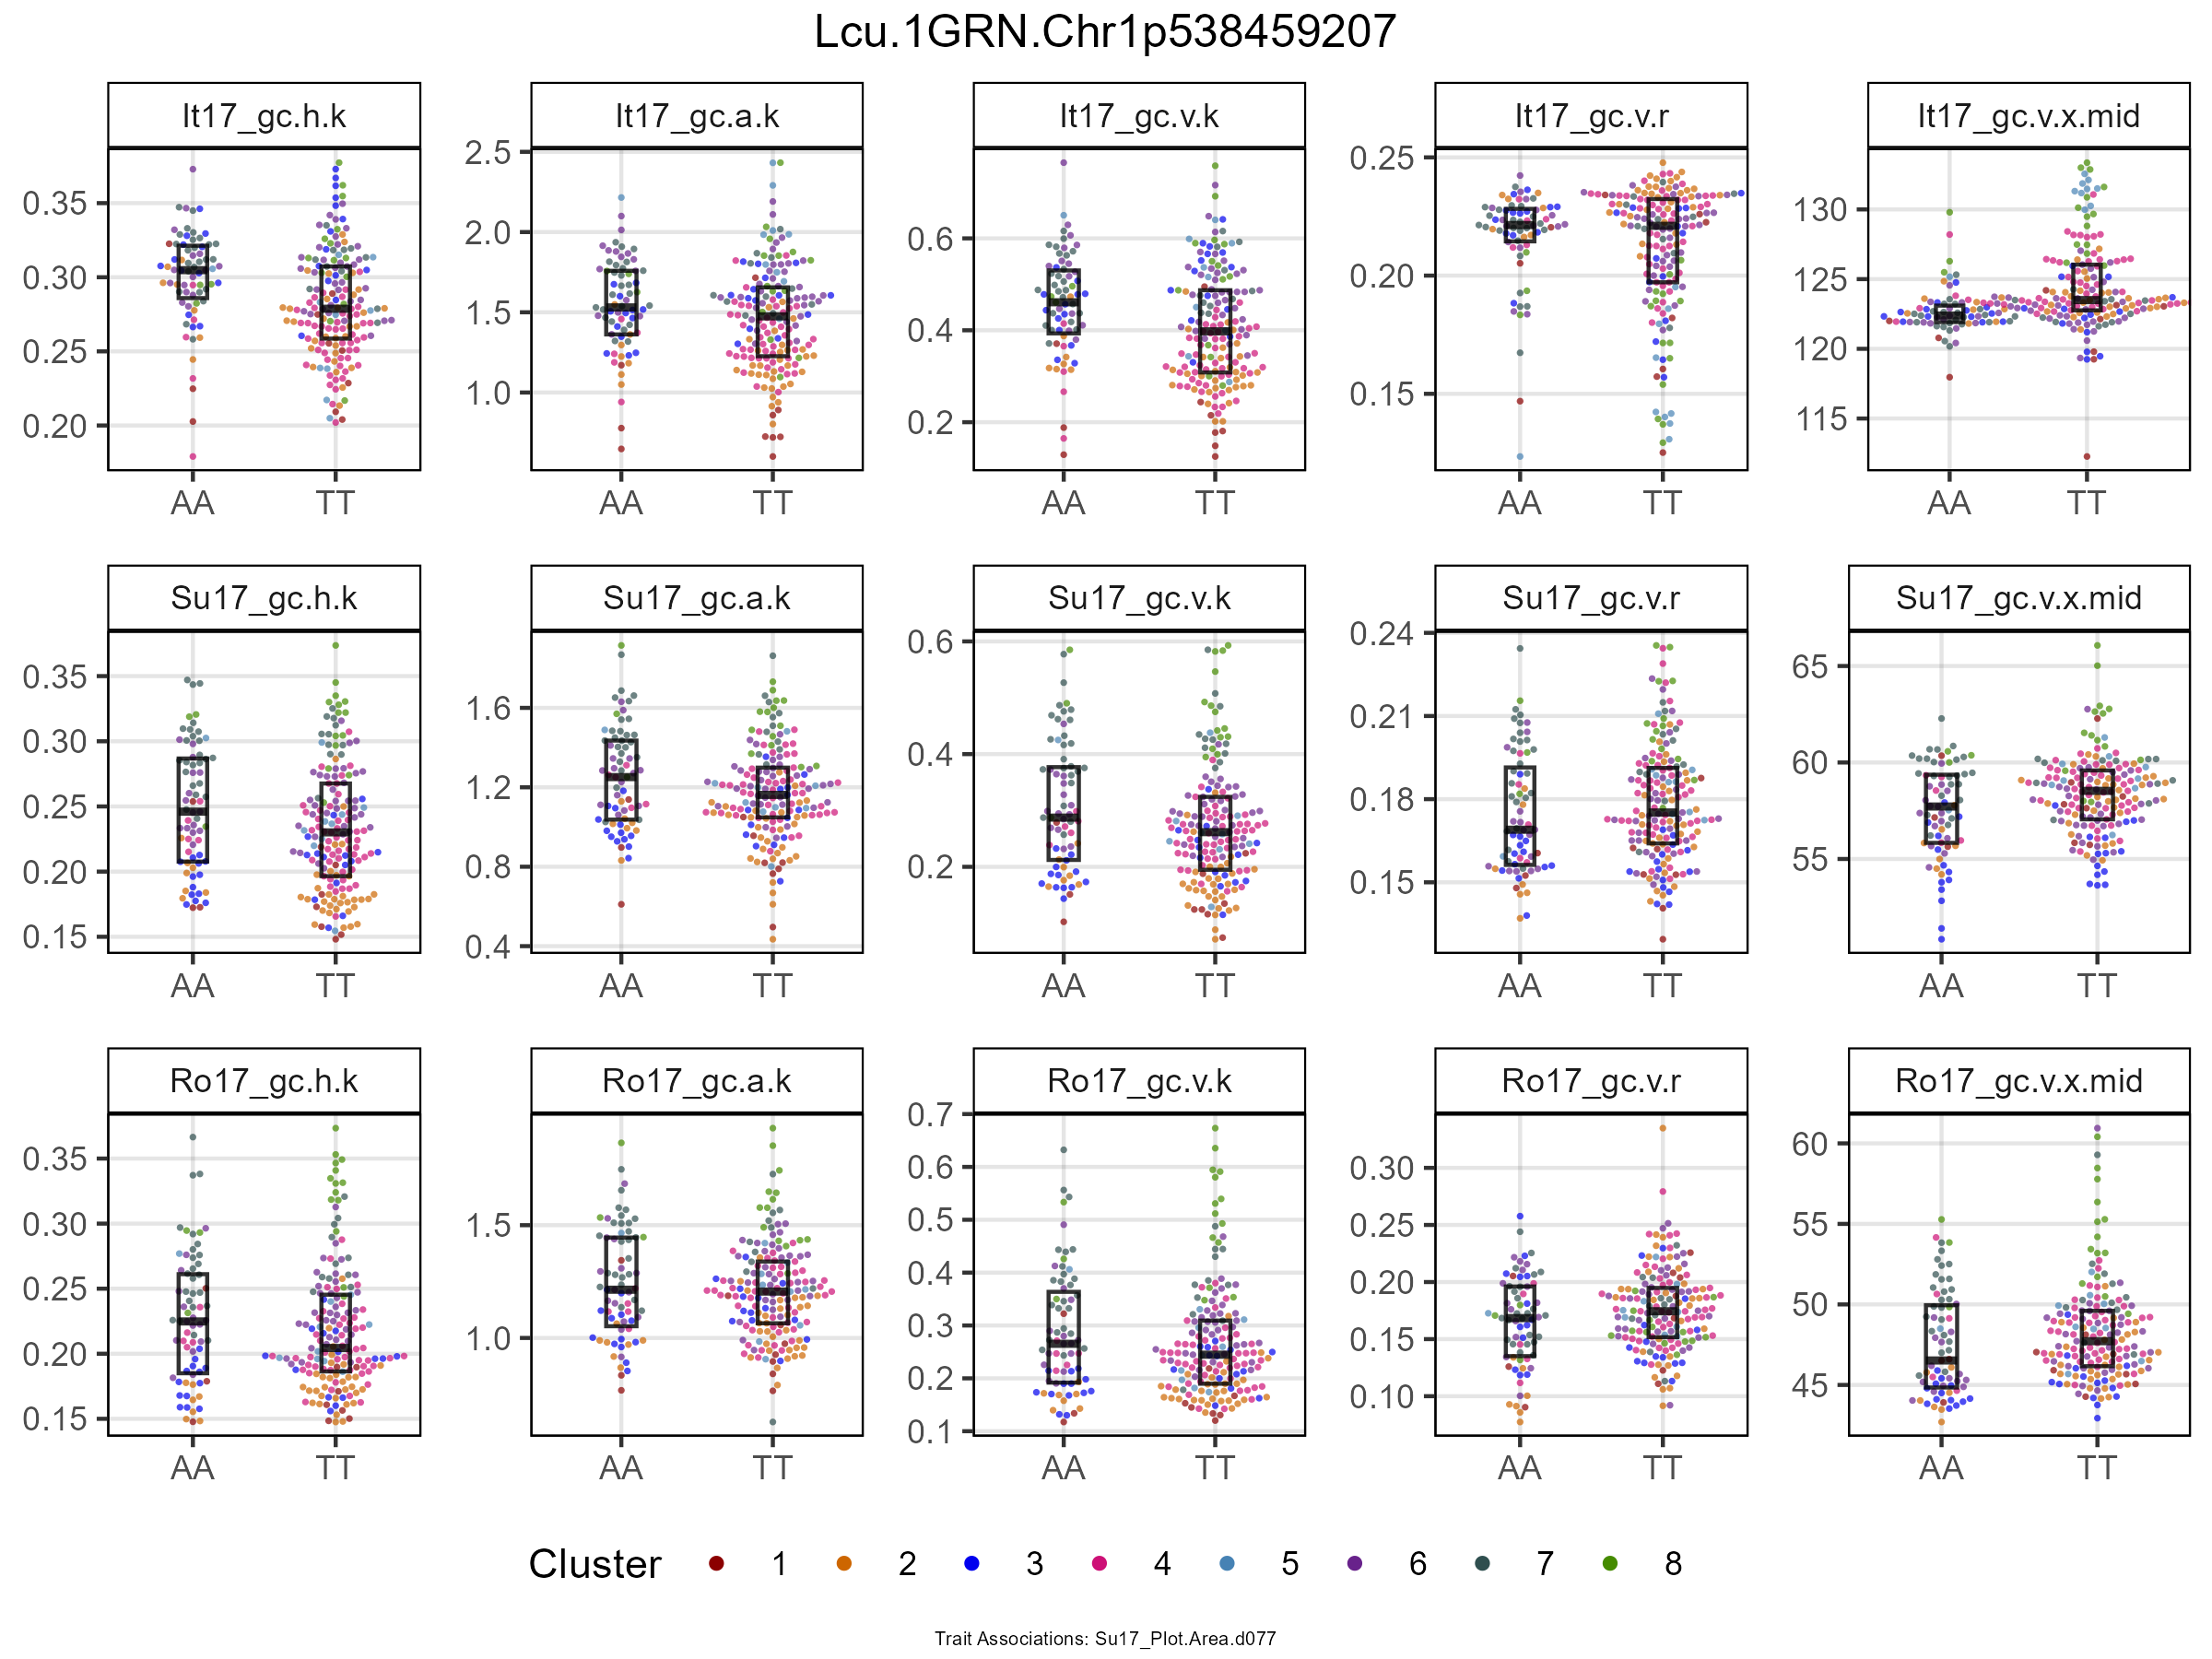 Lcu.1GRN.Chr1p538459207
It17_gc.h.k
It17_gc.a.k
It17_gc.v.k
It17_gc.v.r
It17_gc.v.x.mid
0.35
0.30
0.25
0.20
2.5
2.0
1.5
1.0
0.6
0.4
0.2
0.25
0.20
0.15
130
125
120
115
AA TT
AA TT
AA TT
AA TT
AA TT
Su17_gc.h.k
Su17_gc.a.k
Su17_gc.v.k
Su17_gc.v.r
Su17_gc.v.x.mid
0.35
0.30
0.25
0.20
0.15
1.6
1.2
0.8
0.4
0.6
0.4
0.2
0.24
0.21
0.18
0.15
65
60
55
AA TT
AA TT
AA TT
AA TT
AA TT
Ro17_gc.h.k
Ro17_gc.a.k
Ro17_gc.v.k
Ro17_gc.v.r
Ro17_gc.v.x.mid
0.35
0.30
0.25
0.20
0.15
1.5
1.0
0.7
0.6
0.5
0.4
0.3
0.2
0.1
0.30
0.25
0.20
0.15
0.10
60
55
50
45
AA TT
AA TT
AA TT
AA TT
AA TT
Cluster 1 2 3 4 5 6 7 8
Trait Associations: Su17_Plot.Area.d077